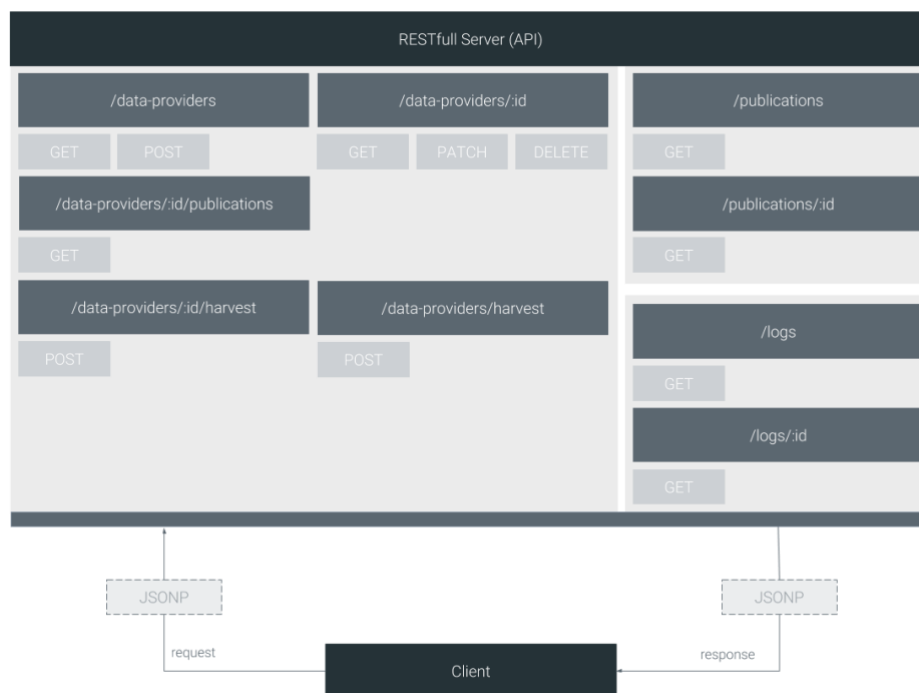 RESTfull Server (API)
/data-providers
/data-providers/:id
GET
POST
GET
PATCH
DELETE
/data-providers/:id/publications
GET
/data-providers/:id/harvest
/data-providers/harvest
POST
POST
/publications
GET
/publications/:id
GET
/logs
GET
/logs/:id
GET
JSONP
JSONP
request
response
Client